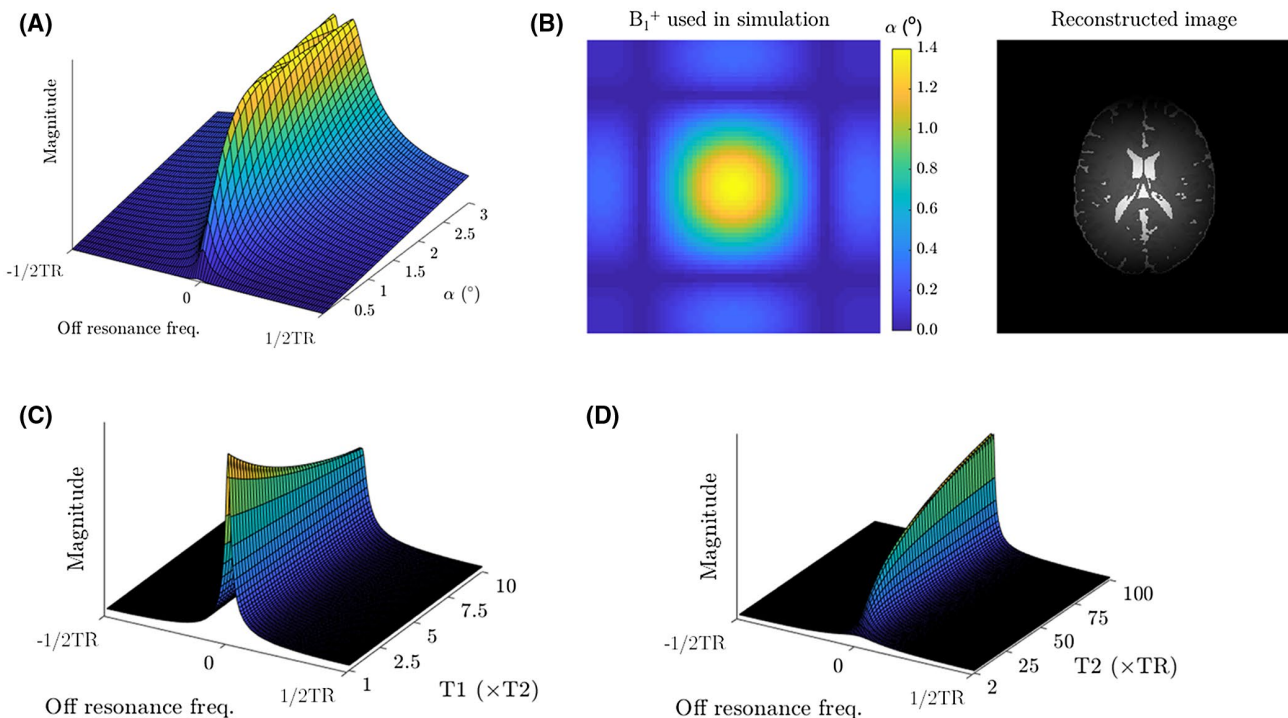 (A)
Magnitude
-1/2TR
0
1/2TR
Off resonance freq.
0.5
1
1.5
2
2.5
3
α (°)
(B)
B₁⁺ used in simulation
α (°)
1.4
1.2
1.0
0.8
0.6
0.4
0.2
0.0
Reconstructed image
(C)
Magnitude
-1/2TR
0
1/2TR
Off resonance freq.
1
2.5
5
7.5
10
T1 (×T2)
(D)
Magnitude
-1/2TR
0
1/2TR
Off resonance freq.
2
25
50
75
100
T2 (×TR)